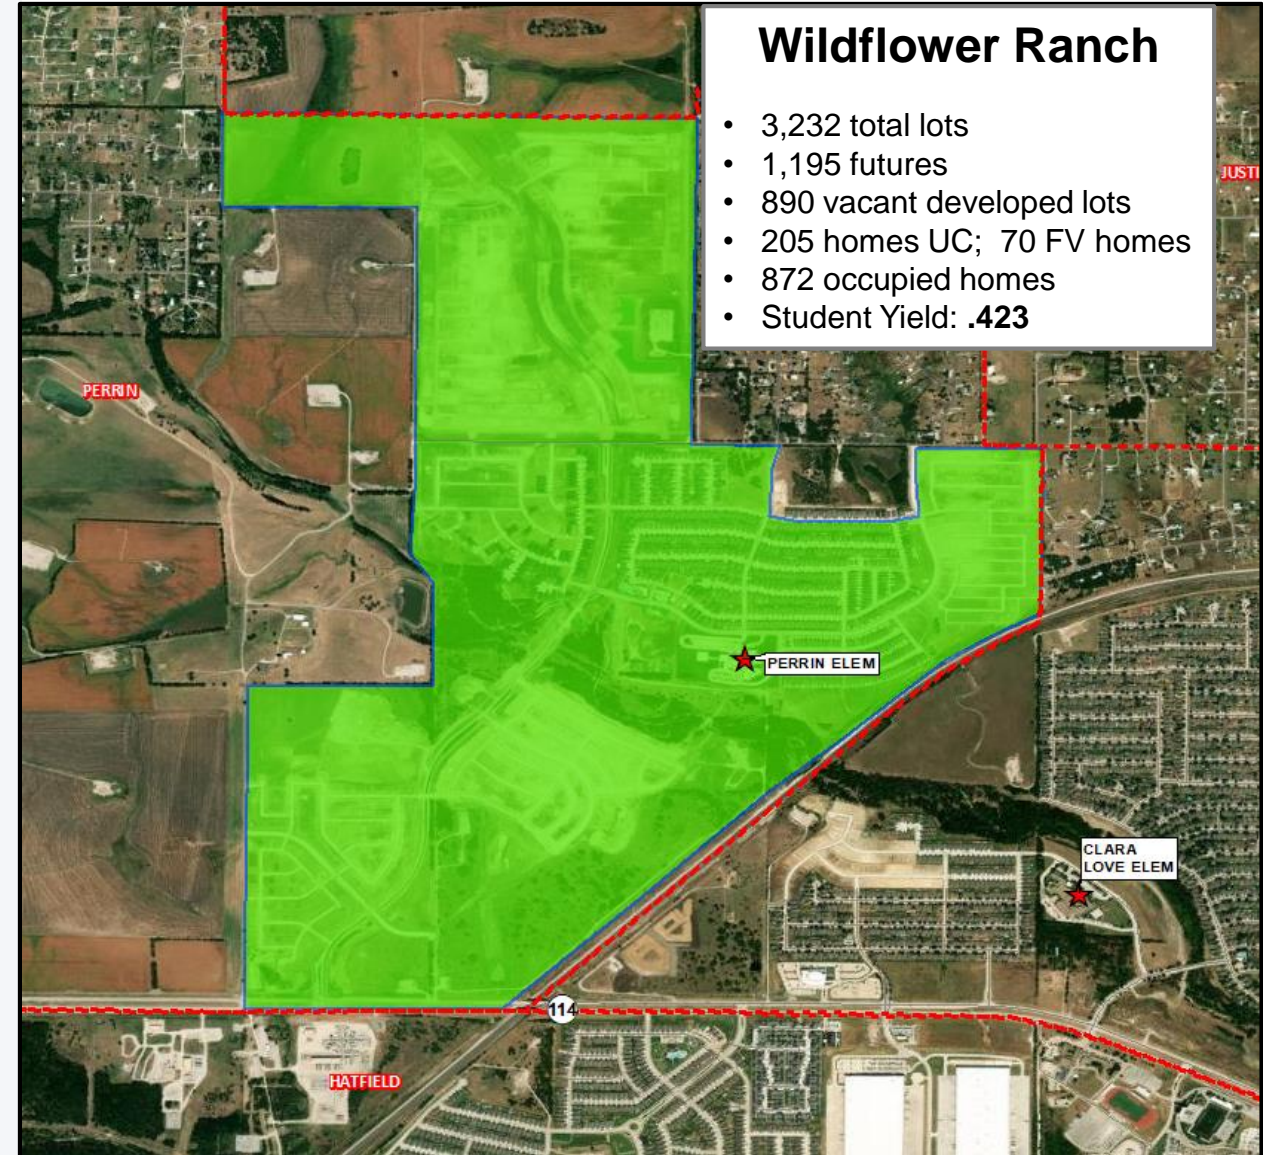 Wildflower Ranch
• 3,232 total lots
• 1,195 futures
• 890 vacant developed lots
• 205 homes UC; 70 FV homes
• 872 occupied homes
• Student Yield: .423
JUSTI
PERRIN
PERRIN ELEM
CLARA
LOVE ELEM
114
HATFIELD